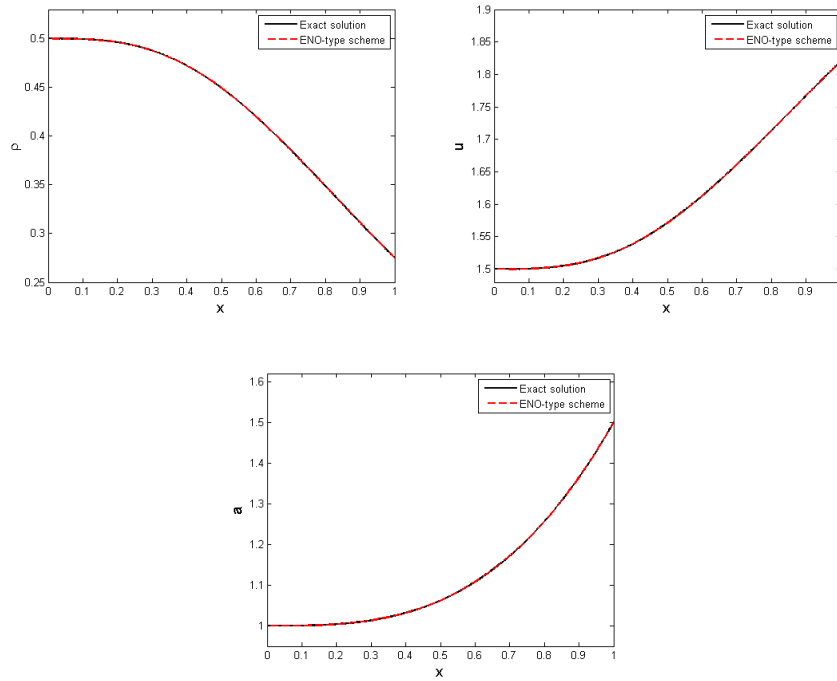 0.5
0.45
0.4
0.35
0.3
0.25
ρ
0 0.1 0.2 0.3 0.4 0.5 0.6 0.7 0.8 0.9 1
x
Exact solution
ENO-type scheme
1.9
1.85
1.8
1.75
1.7
1.65
1.6
1.55
1.5
u
0 0.1 0.2 0.3 0.4 0.5 0.6 0.7 0.8 0.9
x
Exact solution
ENO-type scheme
1.6
1.5
1.4
1.3
1.2
1.1
1
a
0 0.1 0.2 0.3 0.4 0.5 0.6 0.7 0.8 0.9 1
x
Exact solution
ENO-type scheme